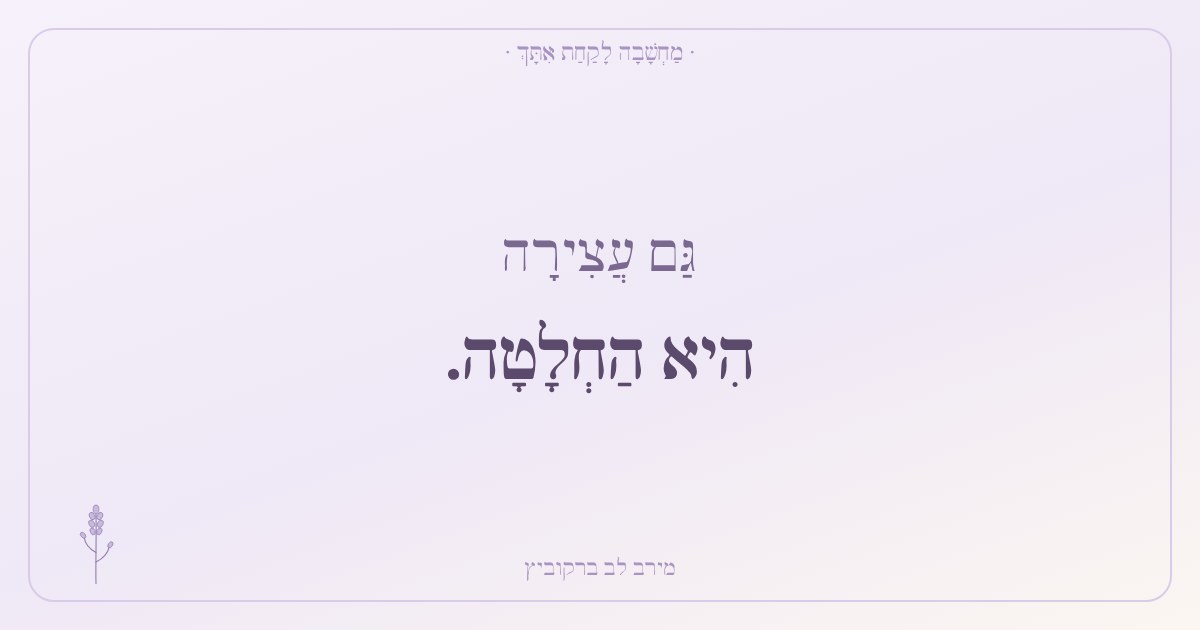 · מַחְשָׁבָה לָקַחַת אִתָּךְ ·
גַּם עֲצִירָה
הִיא הַחְלָטָה.
מירב לב ברקוביץ